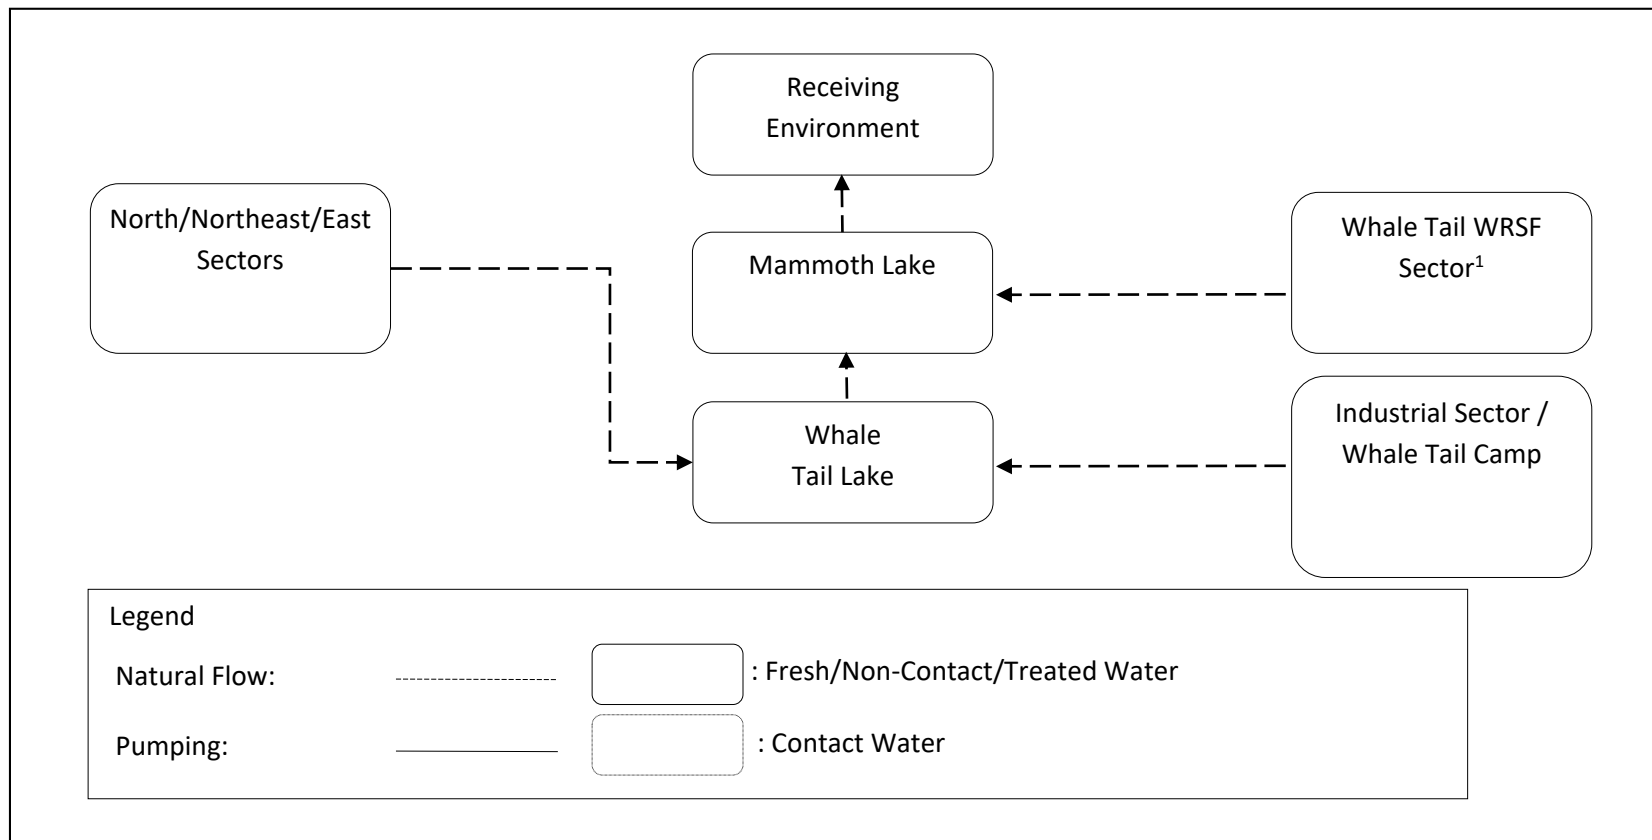 Receiving
Environment
North/Northeast/East
Sectors
Mammoth Lake
Whale Tail WRSF
Sector¹
Whale
Tail Lake
Industrial Sector /
Whale Tail Camp
Legend
Natural Flow:
: Fresh/Non-Contact/Treated Water
Pumping:
: Contact Water